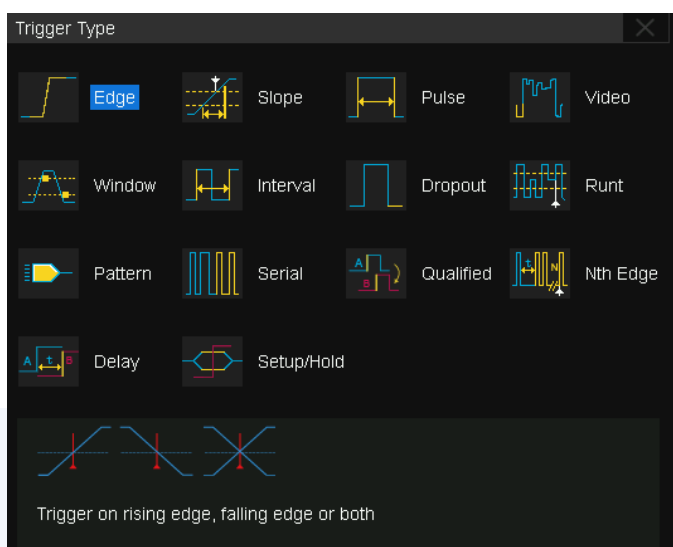 Trigger Type
Edge Slope Pulse Video
Window Interval Dropout Runt
Pattern Serial A B Qualified t N Nth Edge
A t B Delay Setup/Hold
Trigger on rising edge, falling edge or both